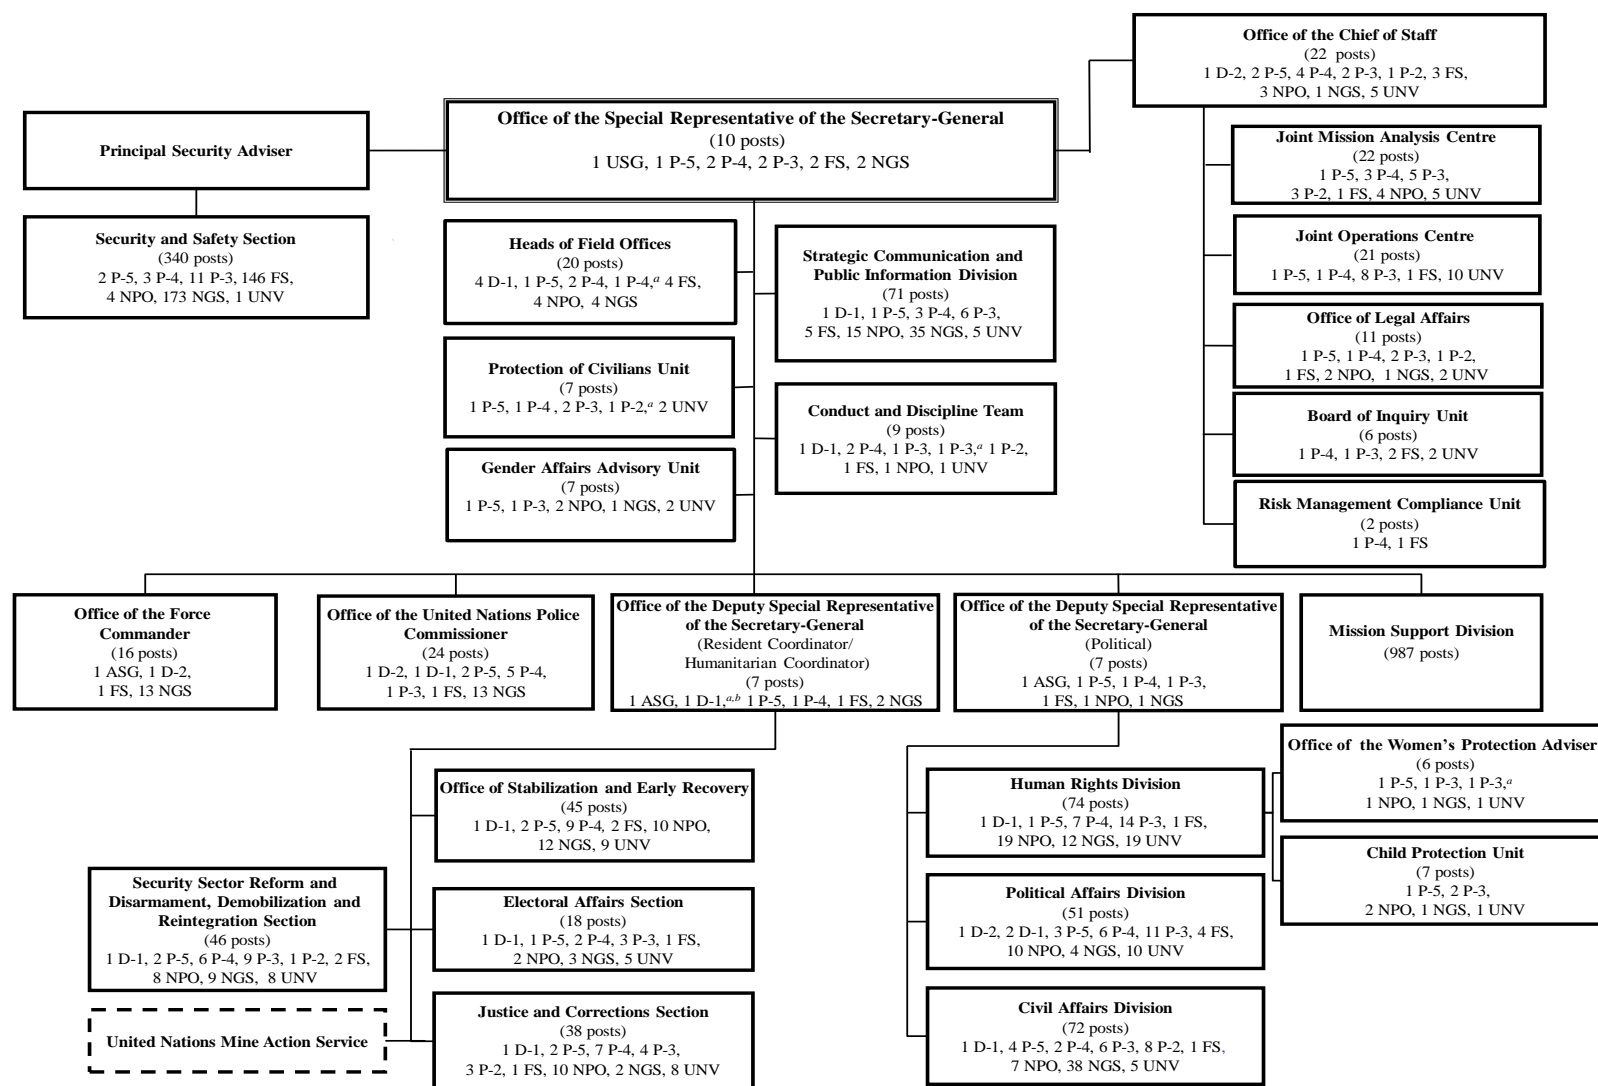 Office of the Chief of Staff
(22 posts)
1 D-2, 2 P-5, 4 P-4, 2 P-3, 1 P-2, 3 FS,
3 NPO, 1 NGS, 5 UNV
Office of the Special Representative of the Secretary-General
(10 posts)
1 USG, 1 P-5, 2 P-4, 2 P-3, 2 FS, 2 NGS
Principal Security Adviser
Joint Mission Analysis Centre
(22 posts)
1 P-5, 3 P-4, 5 P-3,
3 P-2, 1 FS, 4 NPO, 5 UNV
Security and Safety Section
(340 posts)
2 P-5, 3 P-4, 11 P-3, 146 FS,
4 NPO, 173 NGS, 1 UNV
Heads of Field Offices
(20 posts)
4 D-1, 1 P-5, 2 P-4, 1 P-4,a 4 FS,
4 NPO, 4 NGS
Strategic Communication and
Public Information Division
(71 posts)
1 D-1, 1 P-5, 3 P-4, 6 P-3,
5 FS, 15 NPO, 35 NGS, 5 UNV
Joint Operations Centre
(21 posts)
1 P-5, 1 P-4, 8 P-3, 1 FS, 10 UNV
Office of Legal Affairs
(11 posts)
1 P-5, 1 P-4, 2 P-3, 1 P-2,
1 FS, 2 NPO, 1 NGS, 2 UNV
Protection of Civilians Unit
(7 posts)
1 P-5, 1 P-4 , 2 P-3, 1 P-2,a 2 UNV
Conduct and Discipline Team
(9 posts)
1 D-1, 2 P-4, 1 P-3, 1 P-3,a 1 P-2,
1 FS, 1 NPO, 1 UNV
Board of Inquiry Unit
(6 posts)
1 P-4, 1 P-3, 2 FS, 2 UNV
Gender Affairs Advisory Unit
(7 posts)
1 P-5, 1 P-3, 2 NPO, 1 NGS, 2 UNV
Risk Management Compliance Unit
(2 posts)
1 P-4, 1 FS
Office of the Force
Commander
(16 posts)
1 ASG, 1 D-2,
1 FS, 13 NGS
Office of the United Nations Police
Commissioner
(24 posts)
1 D-2, 1 D-1, 2 P-5, 5 P-4,
1 P-3, 1 FS, 13 NGS
Office of the Deputy Special Representative
of the Secretary-General
(Resident Coordinator/
Humanitarian Coordinator)
(7 posts)
1 ASG, 1 D-1,a,b 1 P-5, 1 P-4, 1 FS, 2 NGS
Office of the Deputy Special Representative
of the Secretary-General
(Political)
(7 posts)
1 ASG, 1 P-5, 1 P-4, 1 P-3,
1 FS, 1 NPO, 1 NGS
Mission Support Division
(987 posts)
Office of the Women's Protection Adviser
(6 posts)
1 P-5, 1 P-3, 1 P-3,a
1 NPO, 1 NGS, 1 UNV
Office of Stabilization and Early Recovery
(45 posts)
1 D-1, 2 P-5, 9 P-4, 2 FS, 10 NPO,
12 NGS, 9 UNV
Human Rights Division
(74 posts)
1 D-1, 1 P-5, 7 P-4, 14 P-3, 1 FS,
19 NPO, 12 NGS, 19 UNV
Child Protection Unit
(7 posts)
1 P-5, 2 P-3,
2 NPO, 1 NGS, 1 UNV
Security Sector Reform and
Disarmament, Demobilization and
Reintegration Section
(46 posts)
1 D-1, 2 P-5, 6 P-4, 9 P-3, 1 P-2, 2 FS,
8 NPO, 9 NGS, 8 UNV
Electoral Affairs Section
(18 posts)
1 D-1, 1 P-5, 2 P-4, 3 P-3, 1 FS,
2 NPO, 3 NGS, 5 UNV
Political Affairs Division
(51 posts)
1 D-2, 2 D-1, 3 P-5, 6 P-4, 11 P-3, 4 FS,
10 NPO, 4 NGS, 10 UNV
United Nations Mine Action Service
Justice and Corrections Section
(38 posts)
1 D-1, 2 P-5, 7 P-4, 4 P-3,
3 P-2, 1 FS, 10 NPO, 2 NGS, 8 UNV
Civil Affairs Division
(72 posts)
1 D-1, 4 P-5, 2 P-4, 6 P-3, 8 P-2, 1 FS,
7 NPO, 38 NGS, 5 UNV